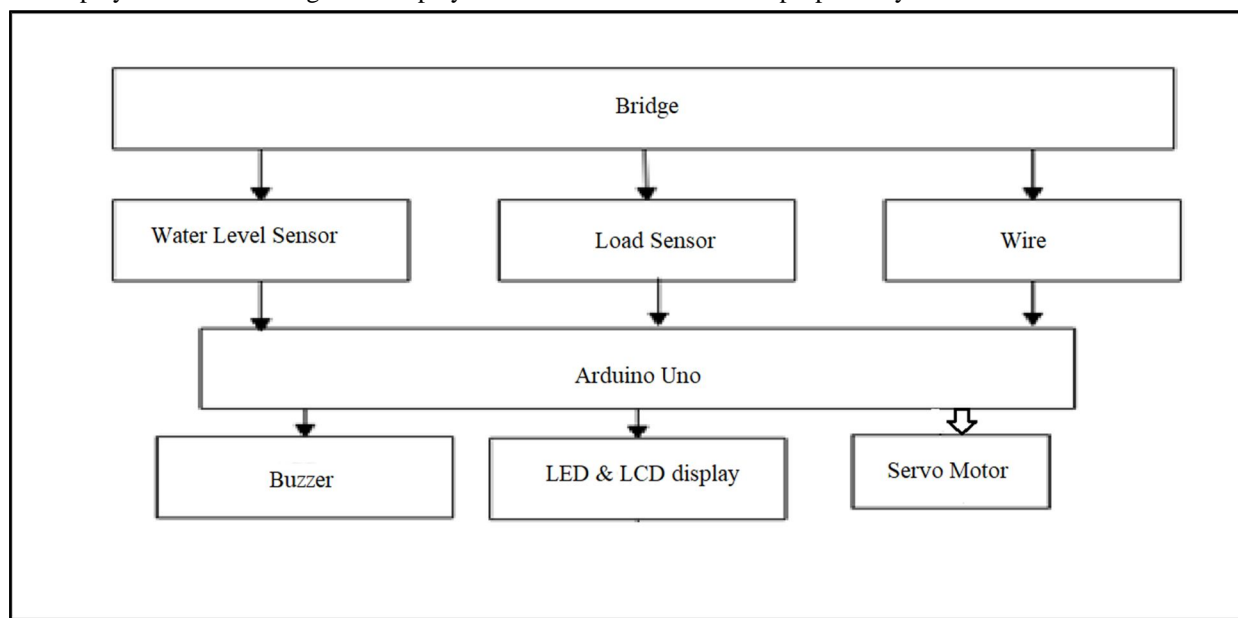 Bridge
Water Level Sensor
Load Sensor
Wire
Arduino Uno
Buzzer
LED & LCD display
Servo Motor